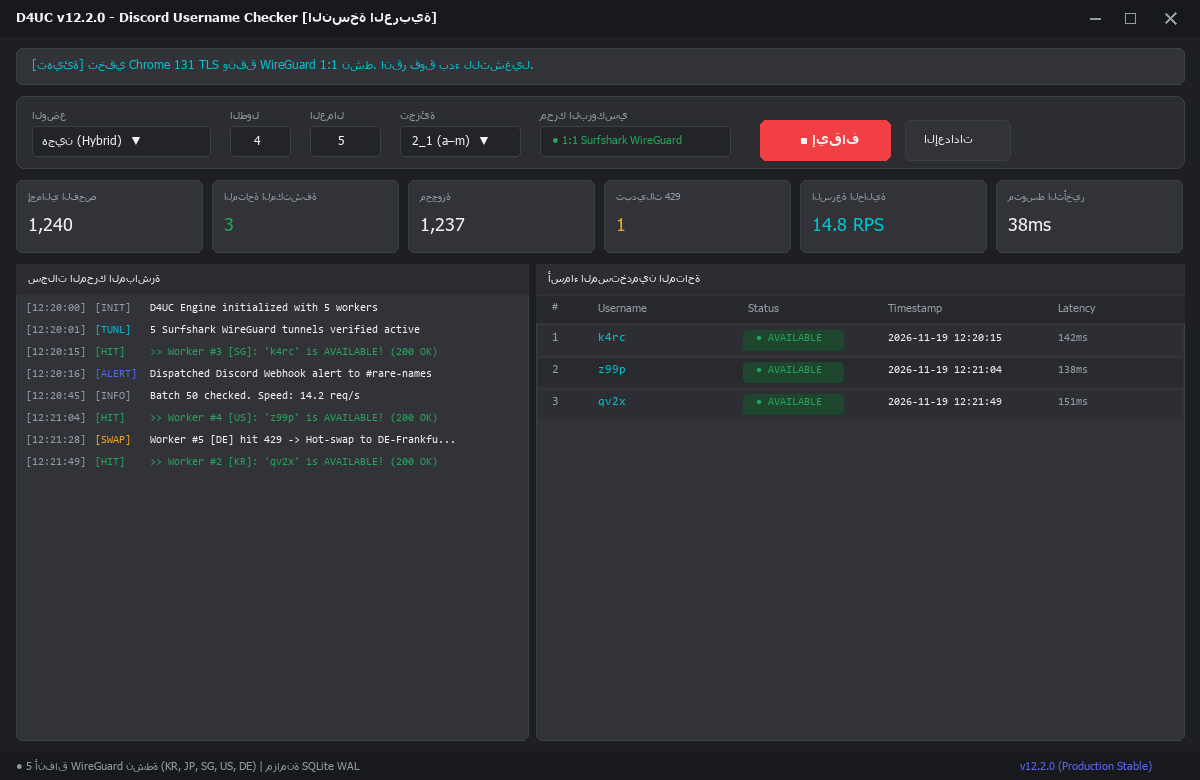 D4UC v12.2.0 - Discord Username Checker [النسخة العربية]
[تهيئة] تخفي Chrome 131 TLS ونفق WireGuard 1:1 نشط. انقر فوق بدء للتشغيل.
الوضع
الطول
العمال
تجزئة
محرك البروكسي
هجين (Hybrid) ▼
4
5
2_1 (a–m) ▼
● 1:1 Surfshark WireGuard
■ إيقاف
الإعدادات
إجمالي الفحص
1,240
المتاحة المكتشفة
3
محجوزة
1,237
تبديلات 429
1
السرعة الحالية
14.8 RPS
متوسط التأخير
38ms
سجلات المحرك المباشرة
[12:20:00] [INIT] D4UC Engine initialized with 5 workers
[12:20:01] [TUNL] 5 Surfshark WireGuard tunnels verified active
[12:20:15] [HIT] >> Worker #3 [SG]: 'k4rc' is AVAILABLE! (200 OK)
[12:20:16] [ALERT] Dispatched Discord Webhook alert to #rare-names
[12:20:45] [INFO] Batch 50 checked. Speed: 14.2 req/s
[12:21:04] [HIT] >> Worker #4 [US]: 'z99p' is AVAILABLE! (200 OK)
[12:21:28] [SWAP] Worker #5 [DE] hit 429 -> Hot-swap to DE-Frankfu...
[12:21:49] [HIT] >> Worker #2 [KR]: 'qv2x' is AVAILABLE! (200 OK)
أسماء المستخدمين المتاحة
# Username Status Timestamp Latency
1 k4rc ● AVAILABLE 2026-11-19 12:20:15 142ms
2 z99p ● AVAILABLE 2026-11-19 12:21:04 138ms
3 qv2x ● AVAILABLE 2026-11-19 12:21:49 151ms
● 5 أنفاق WireGuard نشطة (KR, JP, SG, US, DE) | مزامنة SQLite WAL
v12.2.0 (Production Stable)